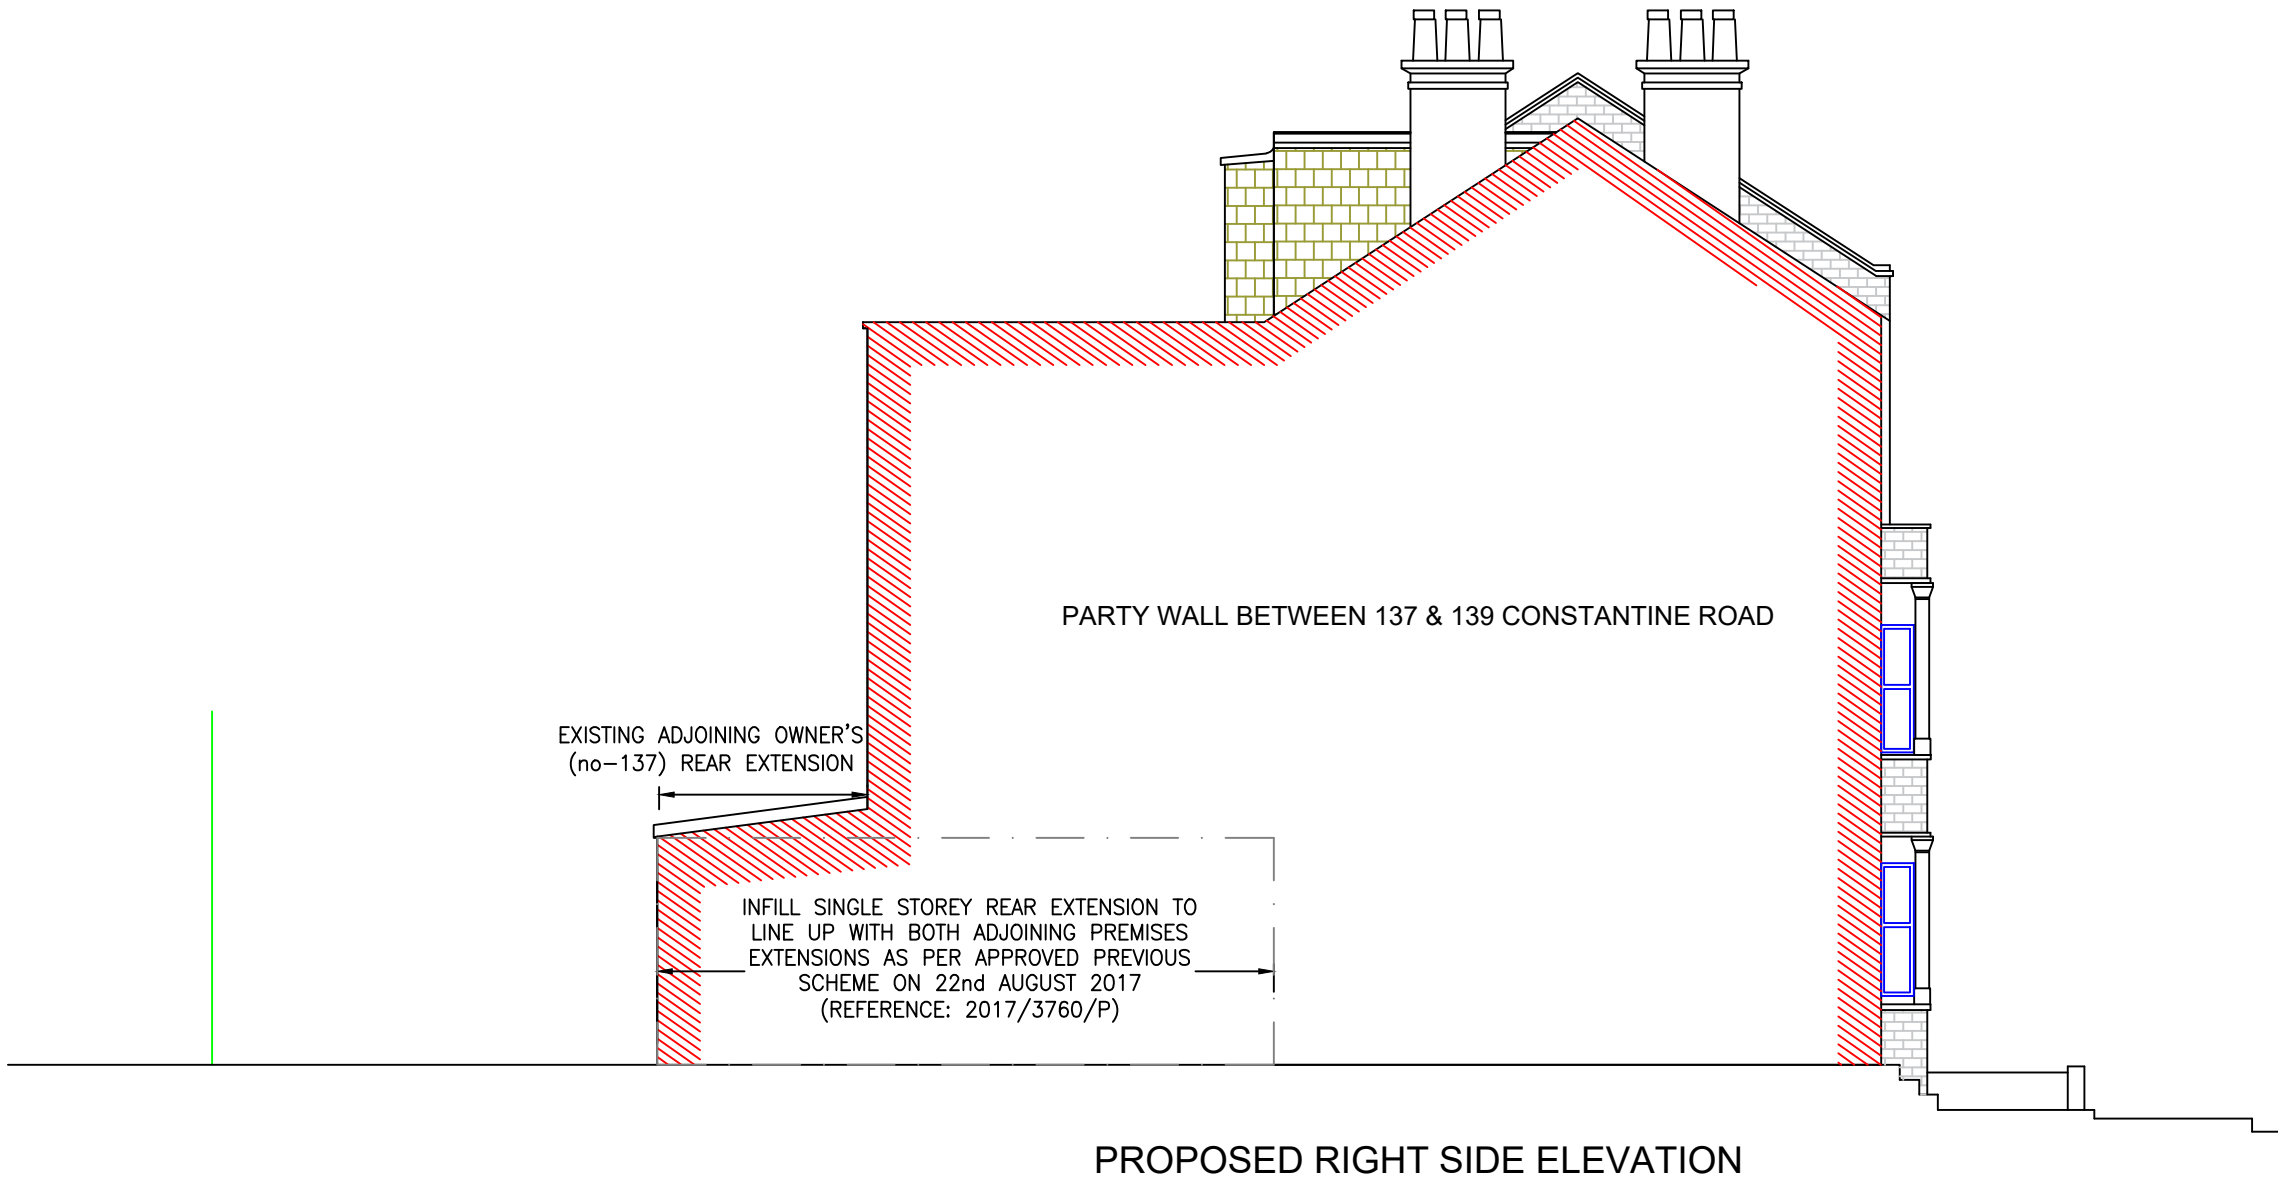 PARTY WALL BETWEEN 137 & 139 CONSTANTINE ROAD
EXISTING ADJOINING OWNER'S
(no-137) REAR EXTENSION
INFILL SINGLE STOREY REAR EXTENSION TO
LINE UP WITH BOTH ADJOINING PREMISES
EXTENSIONS AS PER APPROVED PREVIOUS
SCHEME ON 22nd AUGUST 2017
(REFERENCE: 2017/3760/P)
PROPOSED RIGHT SIDE ELEVATION